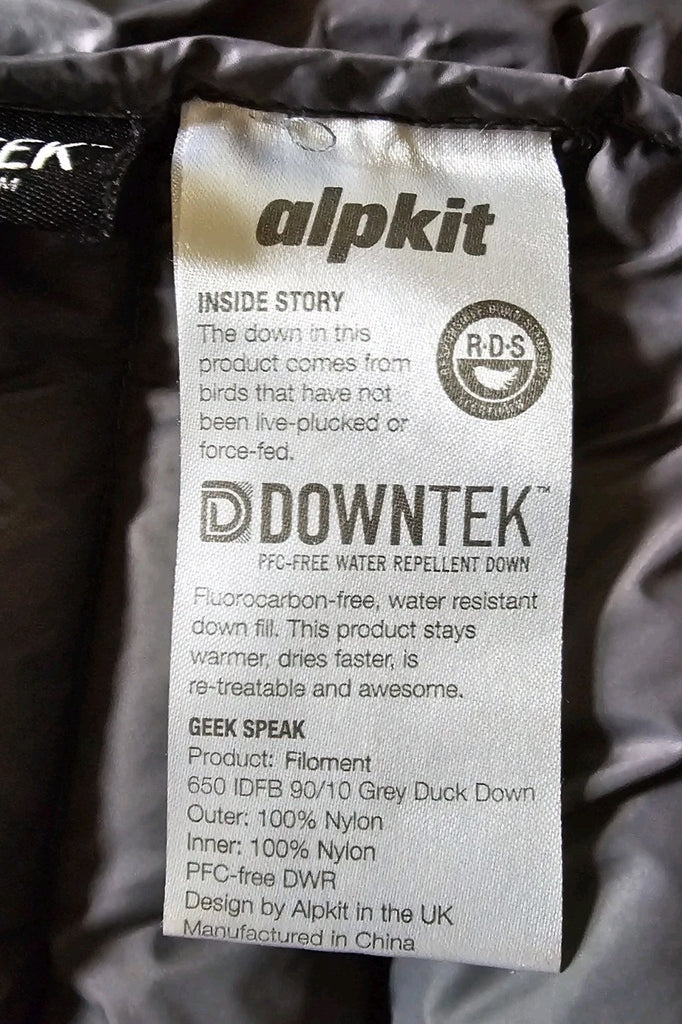 alpkit
INSIDE STORY
The down in this
product comes from
birds that have not
been live-plucked or
force-fed.
R·D·S
DOWNTEK™
PFC-FREE WATER REPELLENT DOWN
Fluorocarbon-free, water resistant
down fill. This product stays
warmer, dries faster, is
re-treatable and awesome.
GEEK SPEAK
Product: Filoment
650 IDFB 90/10 Grey Duck Down
Outer: 100% Nylon
Inner: 100% Nylon
PFC-free DWR
Design by Alpkit in the UK
Manufactured in China